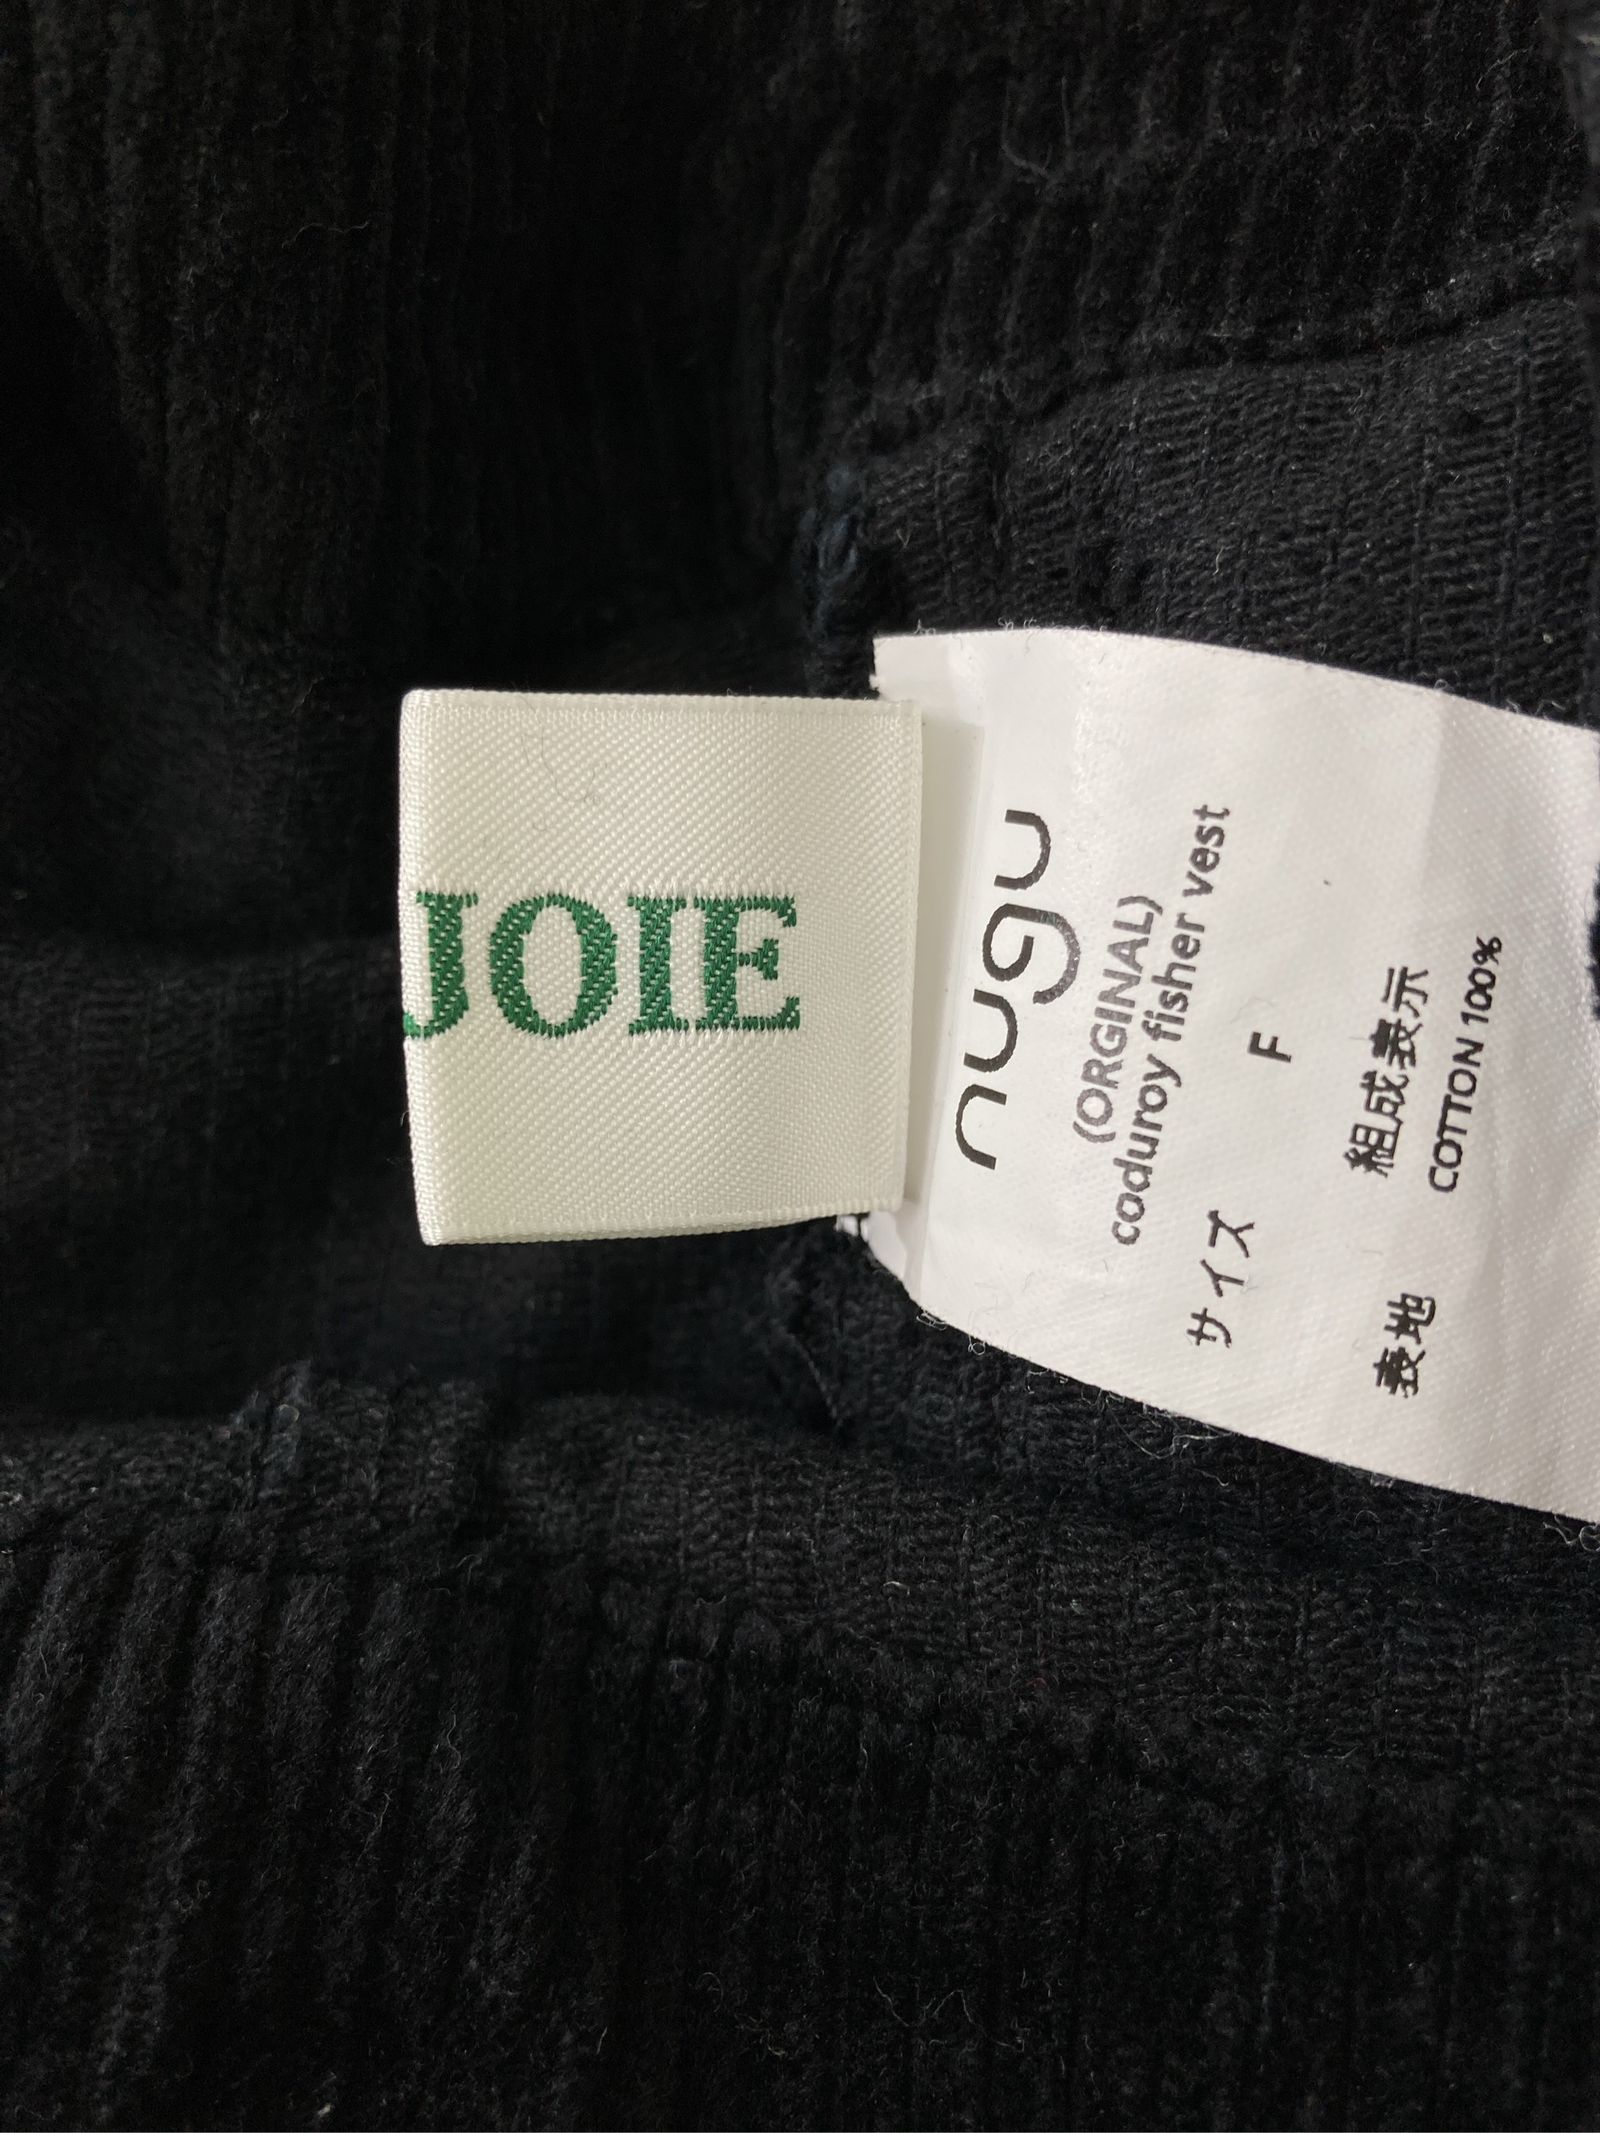 JOIE
nugu
(ORGINAL)
coduroy fisher vest
サイズ F
組成表示
表地 COTTON 100%